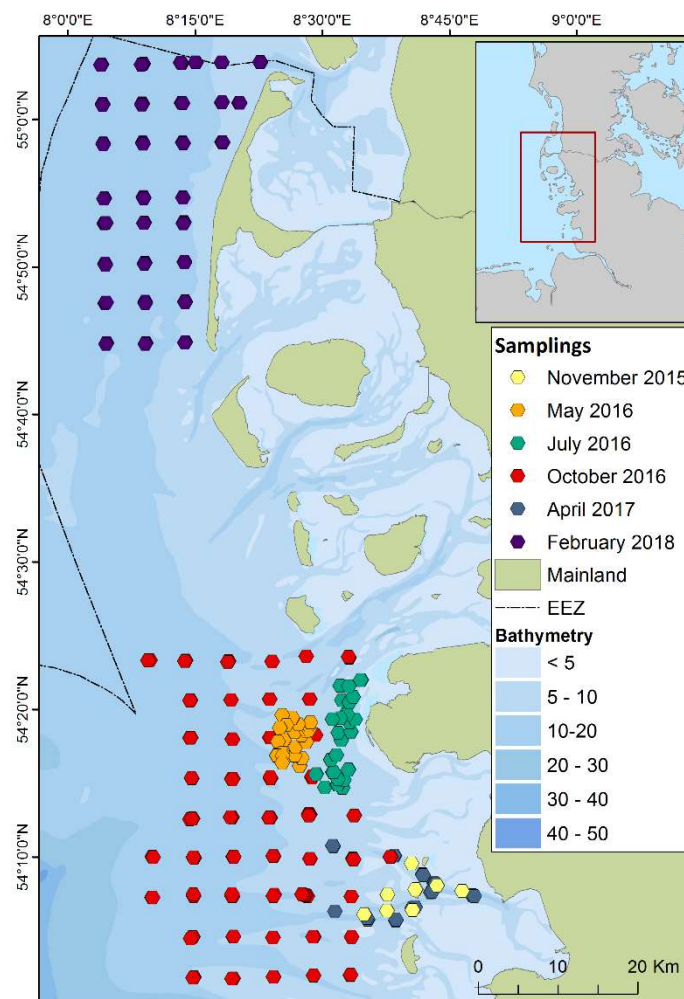 8°0'0"E 8°15'0"E 8°30'0"E 8°45'0"E 9°0'0"E
55°0'0"N
54°50'0"N
54°40'0"N
54°30'0"N
54°20'0"N
54°10'0"N
Samplings
November 2015
May 2016
July 2016
October 2016
April 2017
February 2018
Mainland
EEZ
Bathymetry
< 5
5 - 10
10-20
20 - 30
30 - 40
40 - 50
0 10 20 Km